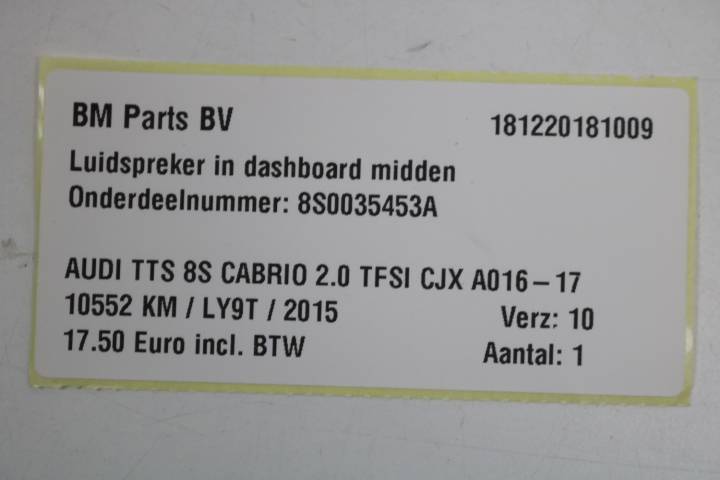 BM Parts BV 181220181009
Luidspreker in dashboard midden
Onderdeelnummer: 8S0035453A
AUDI TTS 8S CABRIO 2.0 TFSI CJX A016-17
10552 KM / LY9T / 2015 Verz: 10
17.50 Euro incl. BTW Aantal: 1